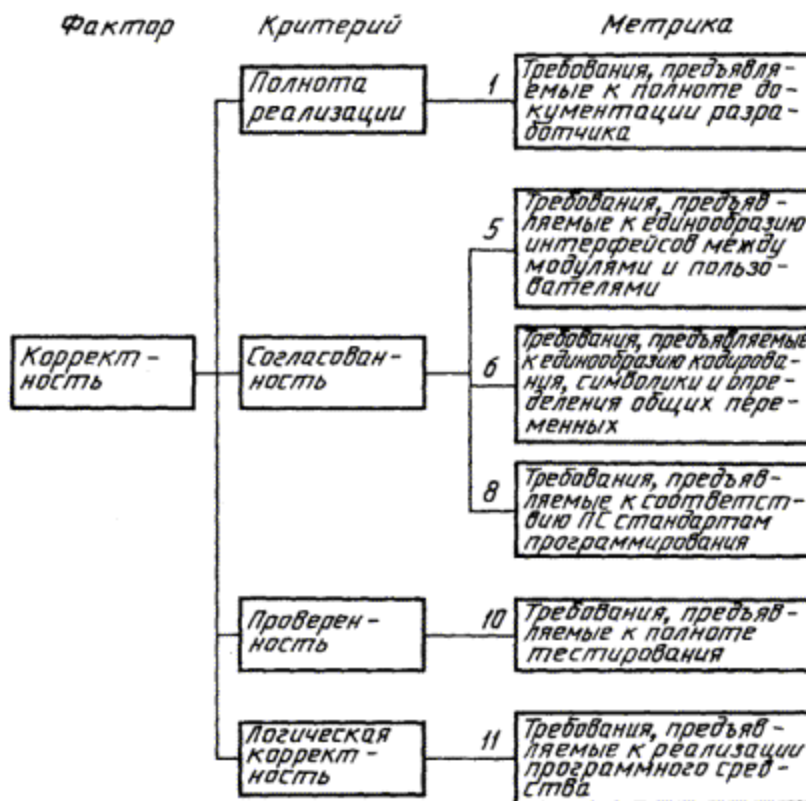 Фактор Критерий Метрика
Полнота
реализации
1
Требования, предъявля-
емые к полноте до-
кументации разра-
ботчика
5
Требования, предъяв-
ляемые к единообразию
интерфейсов между
модулями и пользо-
вателями
Коррект-
ность
Согласован-
ность
6
Требования, предъявляемые
к единообразию кодирова-
ния, символики и опре-
деления общих пере-
менных
8
Требования, предъяв-
ляемые к соответст-
вию ПС стандартам
программирования
Проверен-
ность
10
Требования, предъяв-
ляемые к полноте
тестирования
Логическая
коррект-
ность
11
Требования, предъяв-
ляемые к реализации
программного сред-
ства